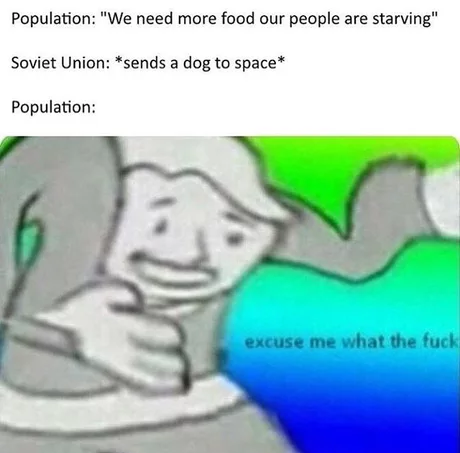 Population: "We need more food our people are starving"
Soviet Union: *sends a dog to space*
Population:
excuse me what the fuck